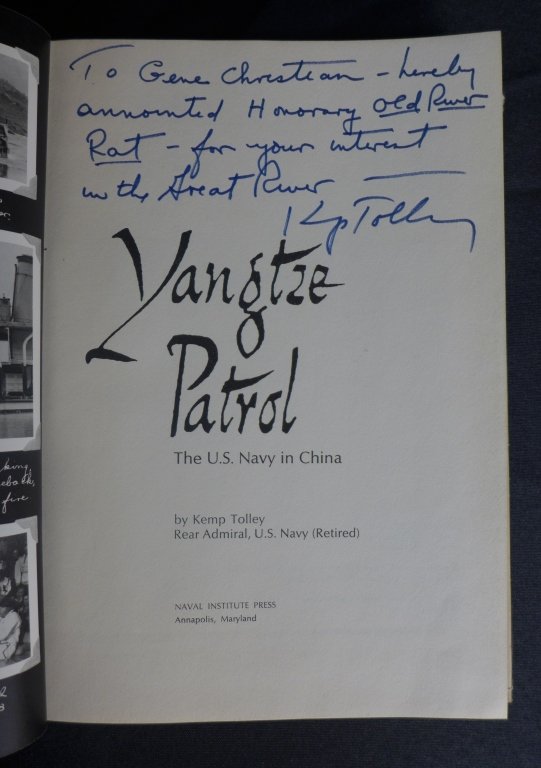 To Gene Christian – hereby
annointed Honorary Old River
Rat – for your interest
in the Great River
Kemp Tolley
Yangtze
Patrol
The U.S. Navy in China
by Kemp Tolley
Rear Admiral, U.S. Navy (Retired)
NAVAL INSTITUTE PRESS
Annapolis, Maryland
fire